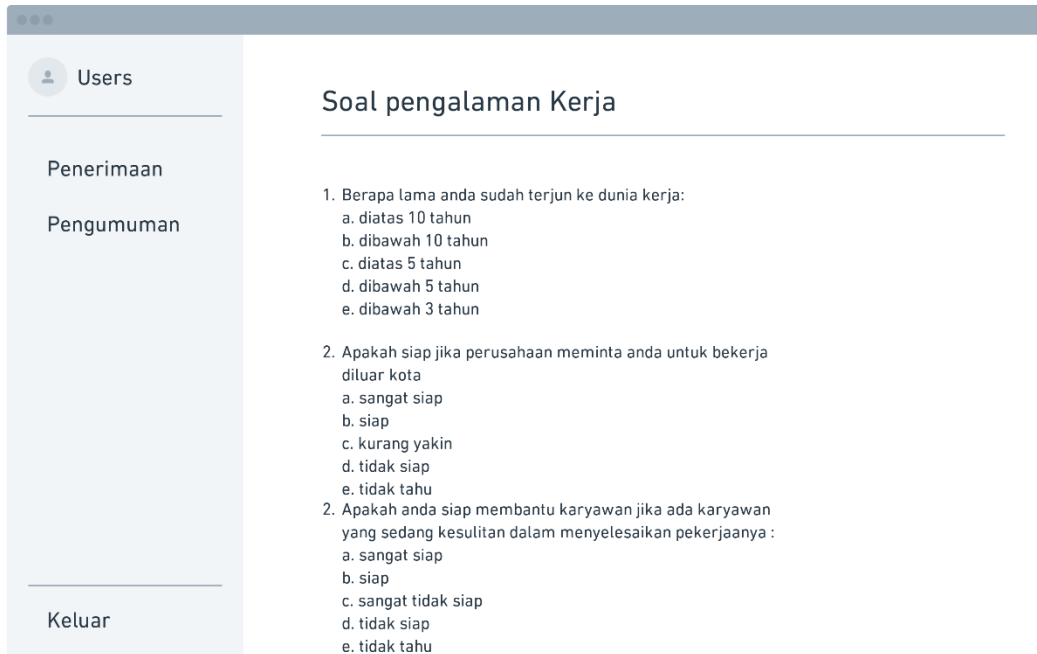 Users
Penerimaan
Pengumuman
Keluar
Soal pengalaman Kerja
1. Berapa lama anda sudah terjun ke dunia kerja:
a. diatas 10 tahun
b. dibawah 10 tahun
c. diatas 5 tahun
d. dibawah 5 tahun
e. dibawah 3 tahun
2. Apakah siap jika perusahaan meminta anda untuk bekerja
diluar kota
a. sangat siap
b. siap
c. kurang yakin
d. tidak siap
e. tidak tahu
2. Apakah anda siap membantu karyawan jika ada karyawan
yang sedang kesulitan dalam menyelesaikan pekerjaanya :
a. sangat siap
b. siap
c. sangat tidak siap
d. tidak siap
e. tidak tahu